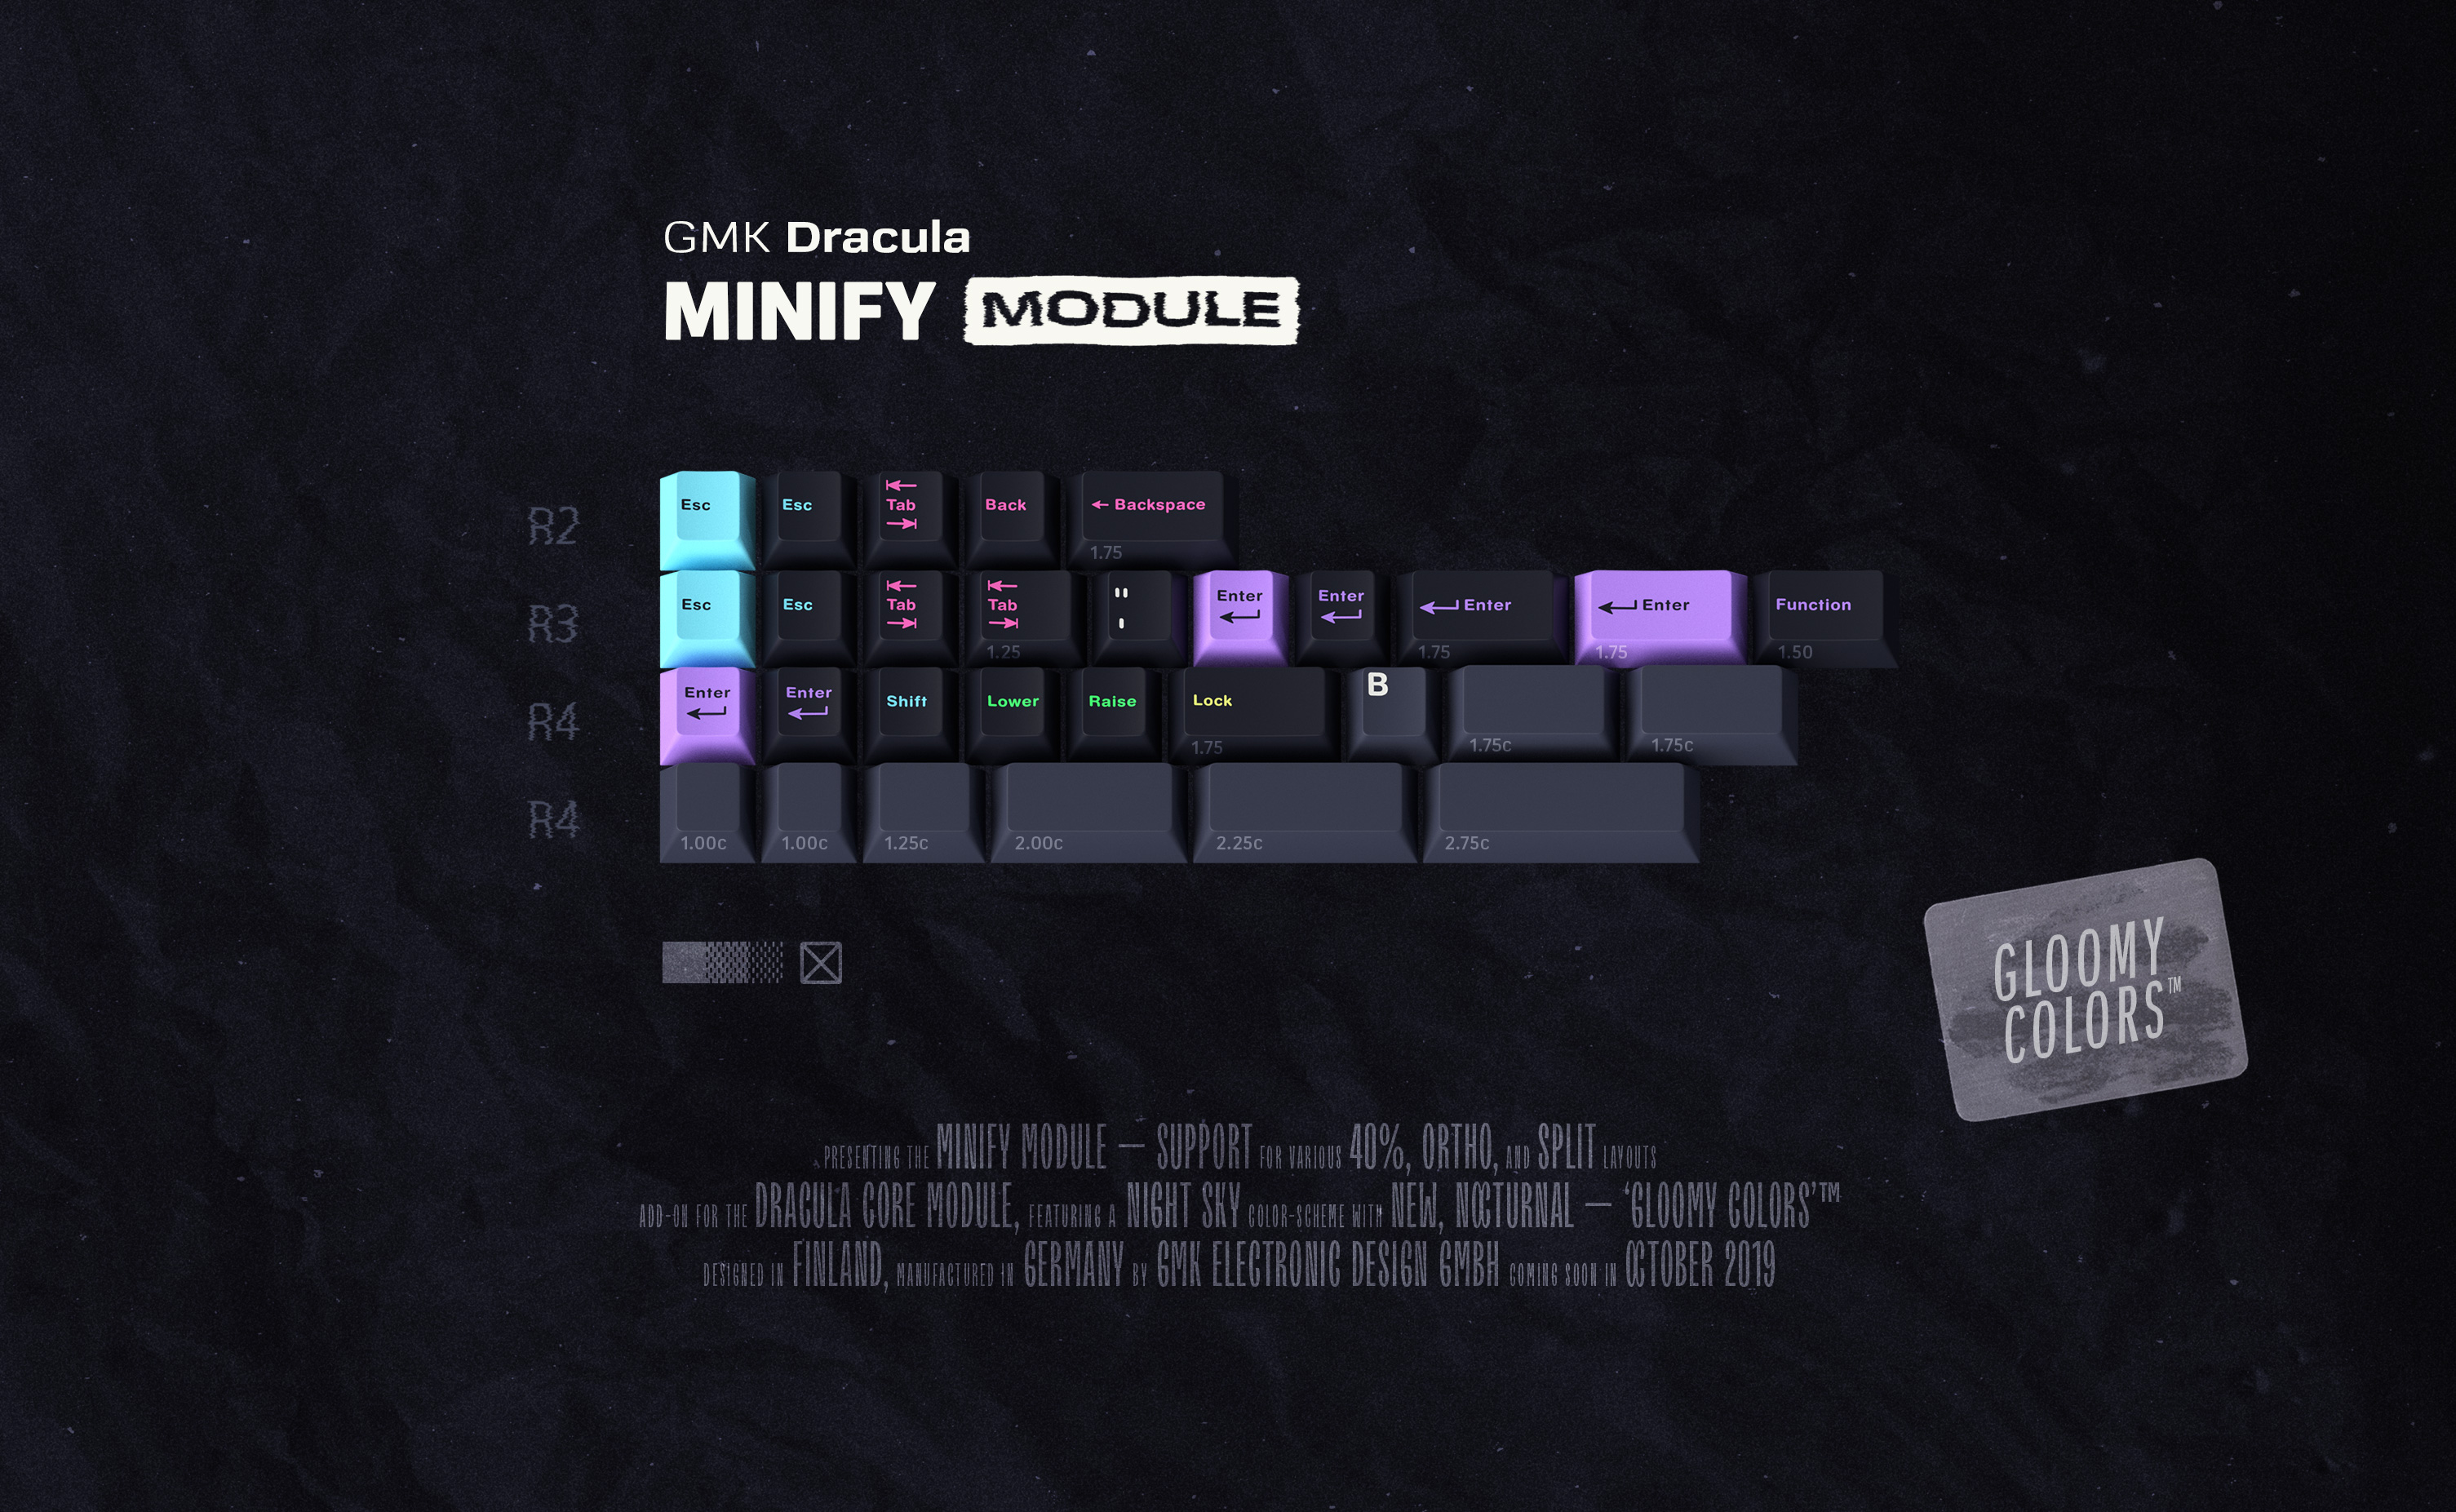 GMK Dracula
MINIFY MODULE
R2
Esc
Esc
Tab
Back
Backspace
1.75
R3
Esc
Esc
Tab
Tab
1.25
"
'
Enter
Enter
Enter
1.75
Enter
1.75
Function
1.50
R4
Enter
Enter
Shift
Lower
Raise
Lock
1.75
B
1.75c
1.75c
R4
1.00c
1.00c
1.25c
2.00c
2.25c
2.75c
GLOOMY
COLORS™
PRESENTING THE MINIFY MODULE — SUPPORT FOR VARIOUS 40%, ORTHO, AND SPLIT LAYOUTS
ADD-ON FOR THE DRACULA CORE MODULE, FEATURING A NIGHT SKY COLOR-SCHEME WITH NEW, NOCTURNAL — ‘GLOOMY COLORS’™
DESIGNED IN FINLAND, MANUFACTURED IN GERMANY BY GMK ELECTRONIC DESIGN GMBH COMING SOON IN OCTOBER 2019